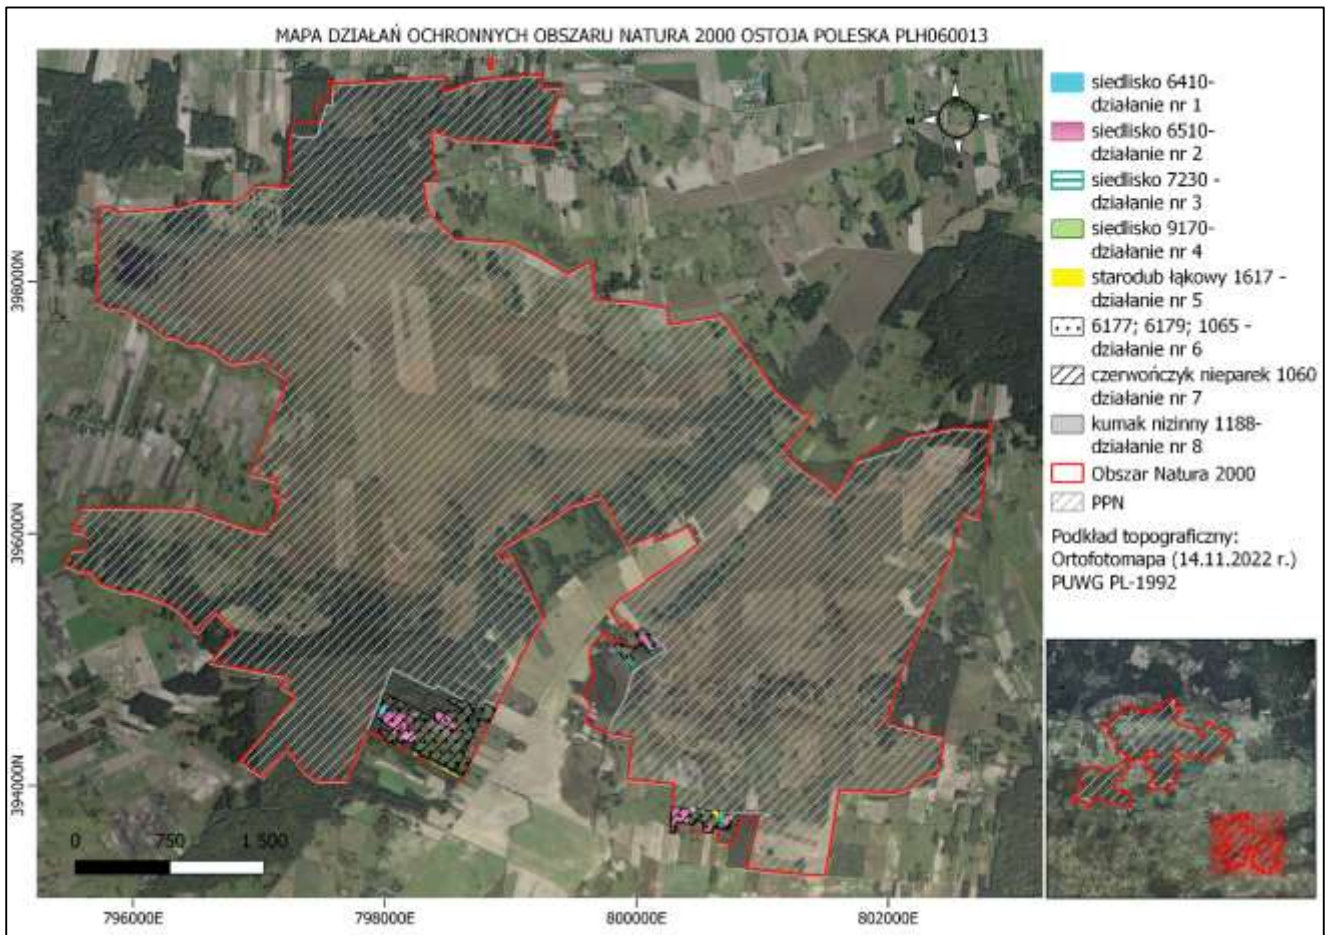 MAPA DZIAŁAŃ OCHRONNYCH OBSZARU NATURA 2000 OSTOJA POLESKA PLH060013
siedlisko 6410-
działanie nr 1
siedlisko 6510-
działanie nr 2
siedlisko 7230 -
działanie nr 3
siedlisko 9170-
działanie nr 4
starodub łąkowy 1617 -
działanie nr 5
6177; 6179; 1065 -
działanie nr 6
czerwończyk nieparek 1060
działanie nr 7
kumak nizinny 1188-
działanie nr 8
Obszar Natura 2000
PPN
Podkład topograficzny:
Ortofotomapa (14.11.2022 r.)
PUWG PL-1992
398000N
396000N
394000N
0 750 1 500
796000E 798000E 800000E 802000E